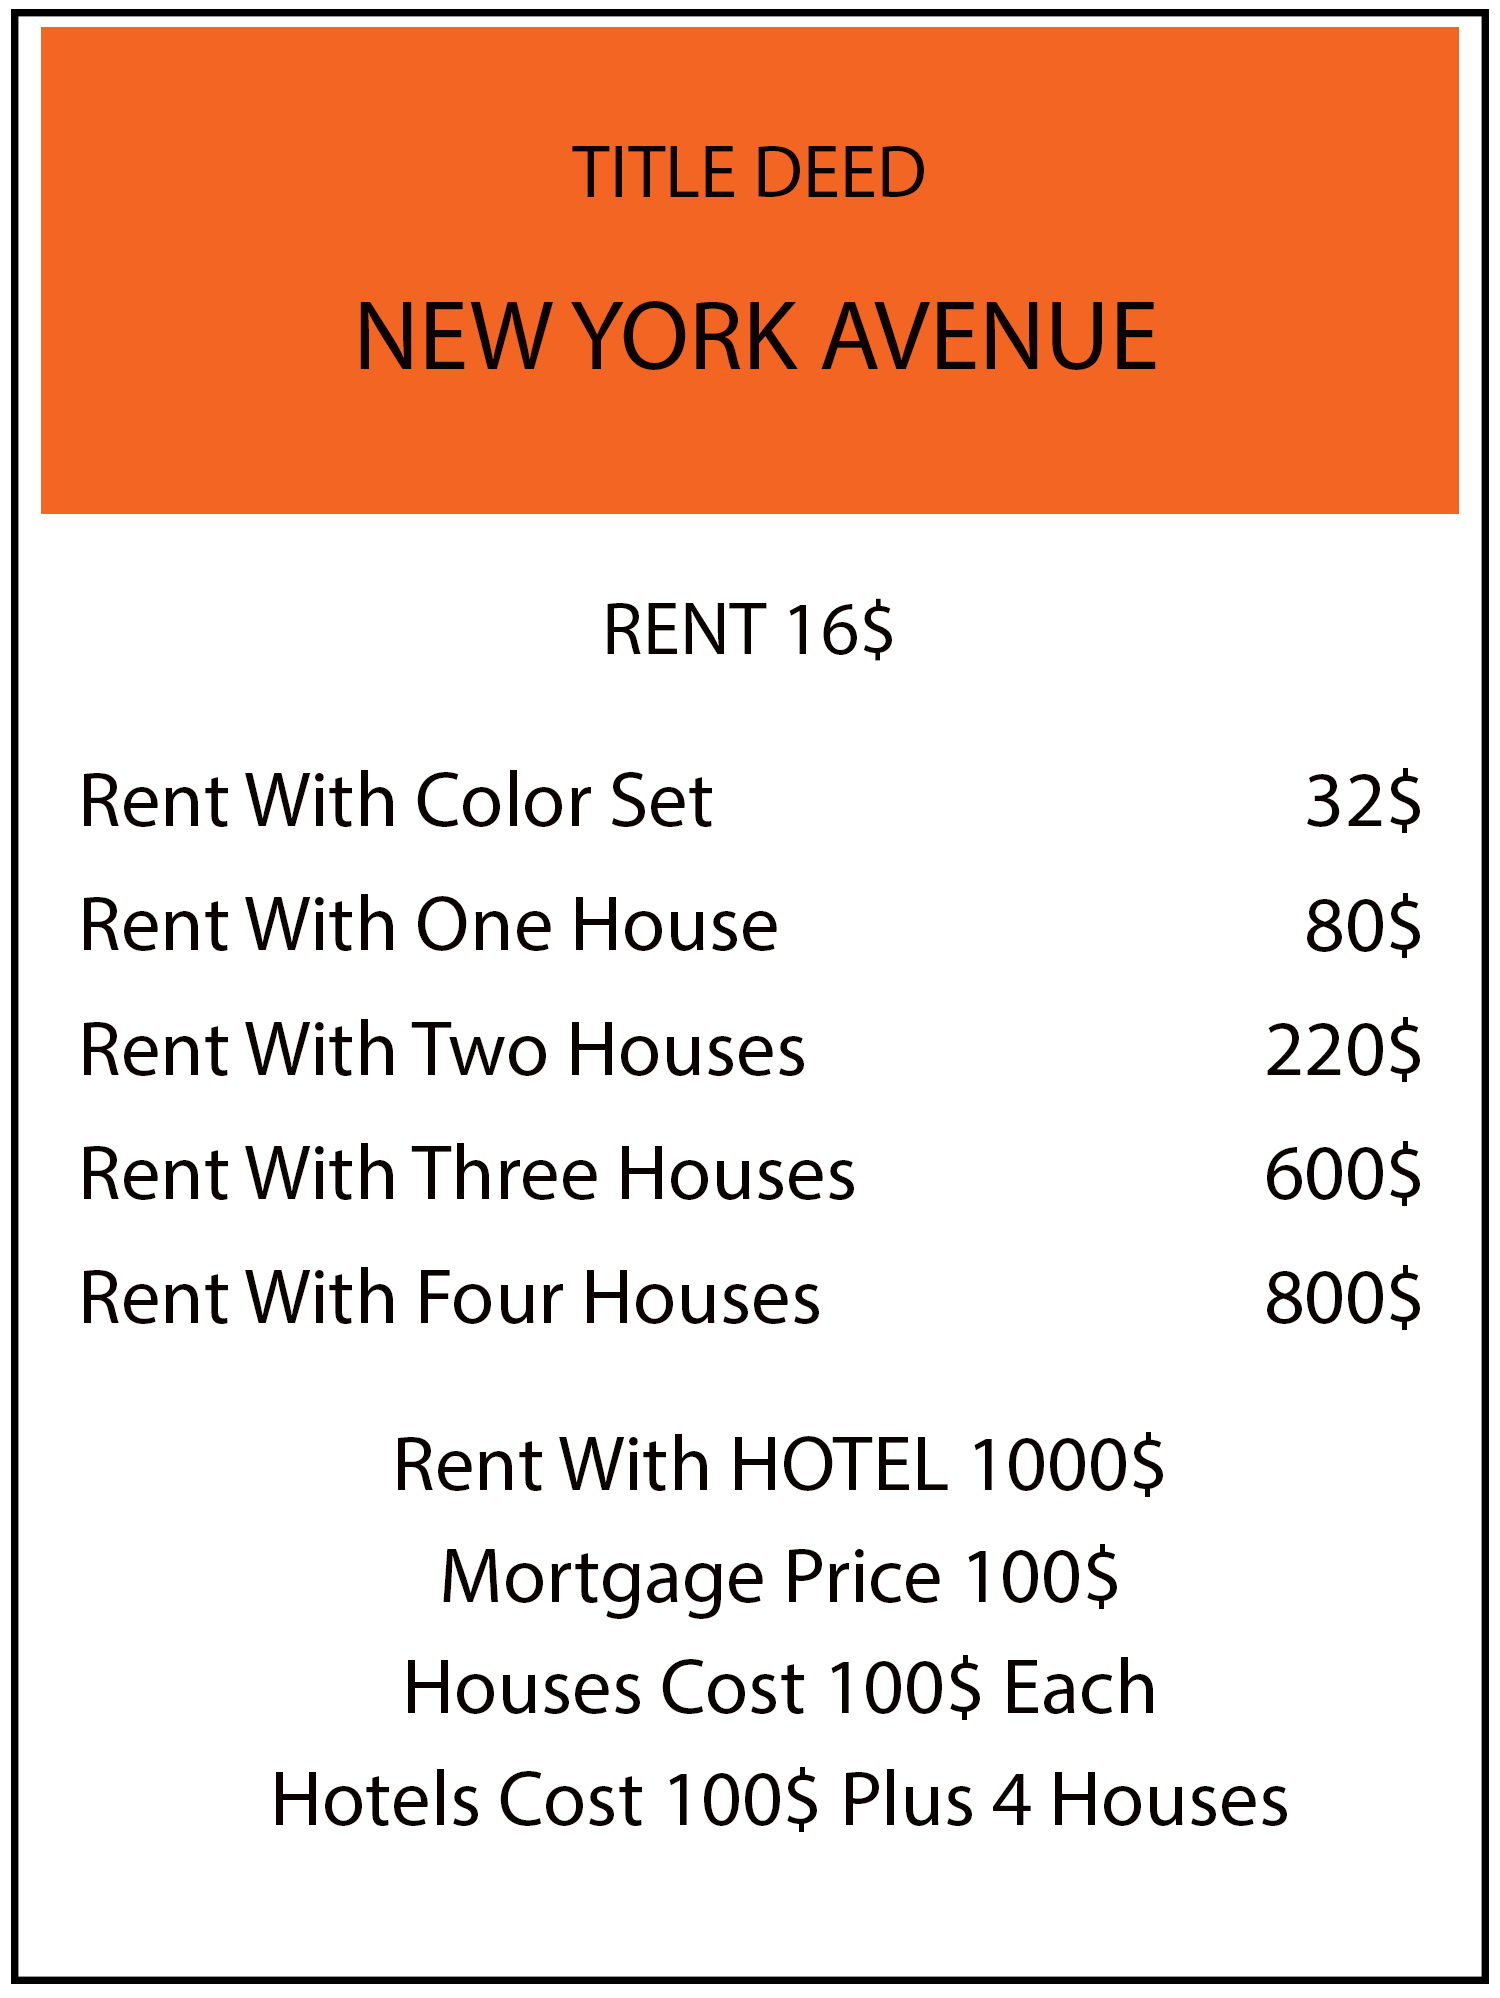 TITLE DEED
NEW YORK AVENUE
RENT 16$
Rent With Color Set 32$
Rent With One House 80$
Rent With Two Houses 220$
Rent With Three Houses 600$
Rent With Four Houses 800$
Rent With HOTEL 1000$
Mortgage Price 100$
Houses Cost 100$ Each
Hotels Cost 100$ Plus 4 Houses